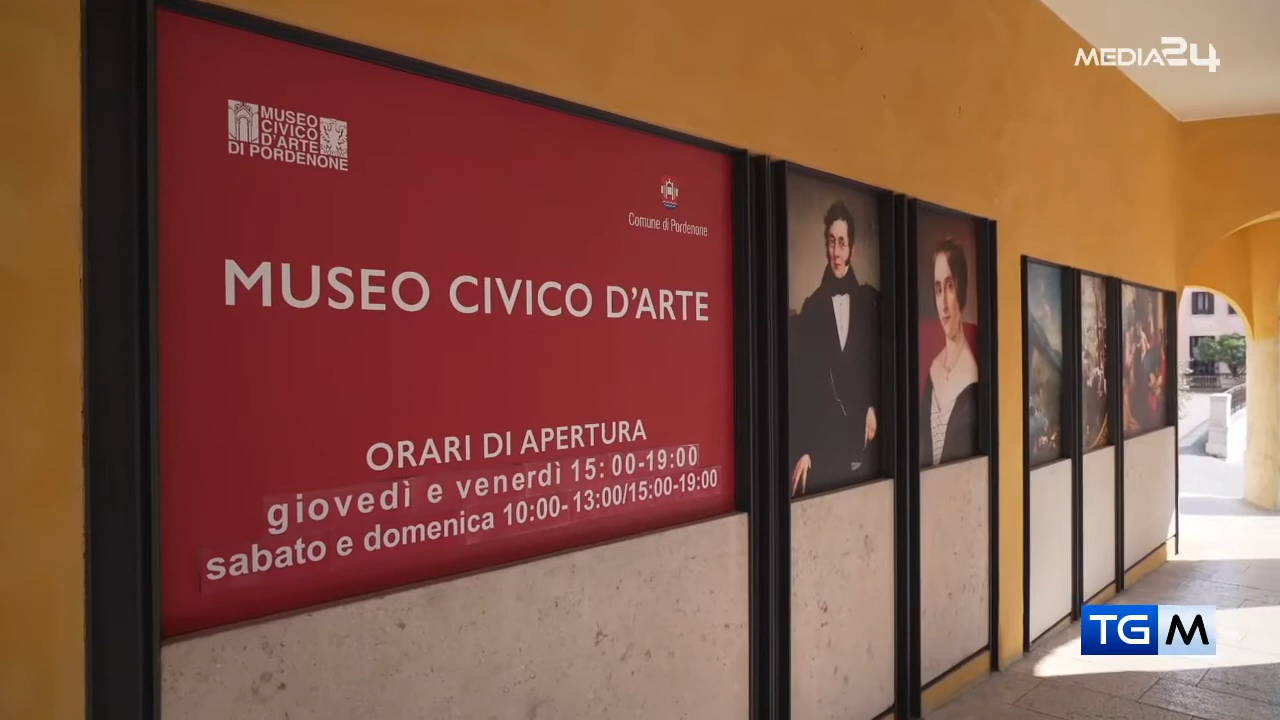 MEDIA24
MUSEO
CIVICO
D'ARTE
DI PORDENONE
Comune di Pordenone
MUSEO CIVICO D'ARTE
ORARI DI APERTURA
giovedì e venerdì 15: 00-19:00
sabato e domenica 10:00- 13:00/15:00-19:00
TGM